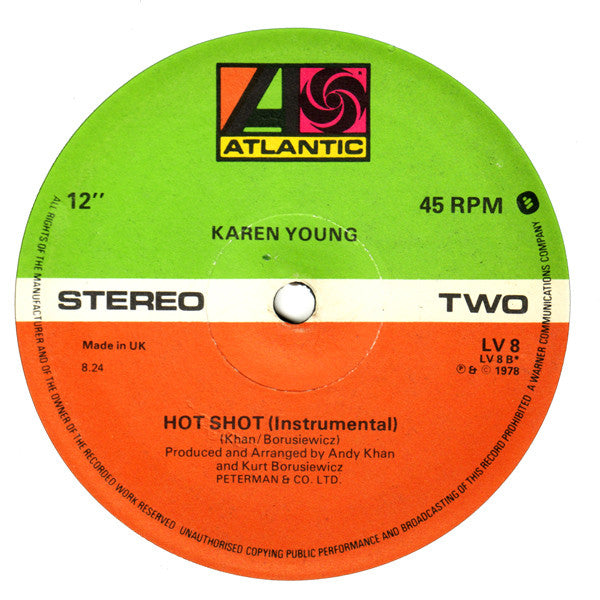 ATLANTIC
12”
45 RPM
KAREN YOUNG
STEREO
TWO
Made in UK
8.24
LV 8
LV 8 B*
℗ & © 1978
HOT SHOT (Instrumental)
(Khan/Borusiewicz)
Produced and Arranged by Andy Khan
and Kurt Borusiewicz
PETERMAN & CO. LTD.
ALL RIGHTS OF THE MANUFACTURER AND OF THE OWNER OF THE RECORDED WORK RESERVED UNAUTHORISED COPYING PUBLIC PERFORMANCE AND BROADCASTING OF THIS RECORD PROHIBITED A WARNER COMMUNICATIONS COMPANY